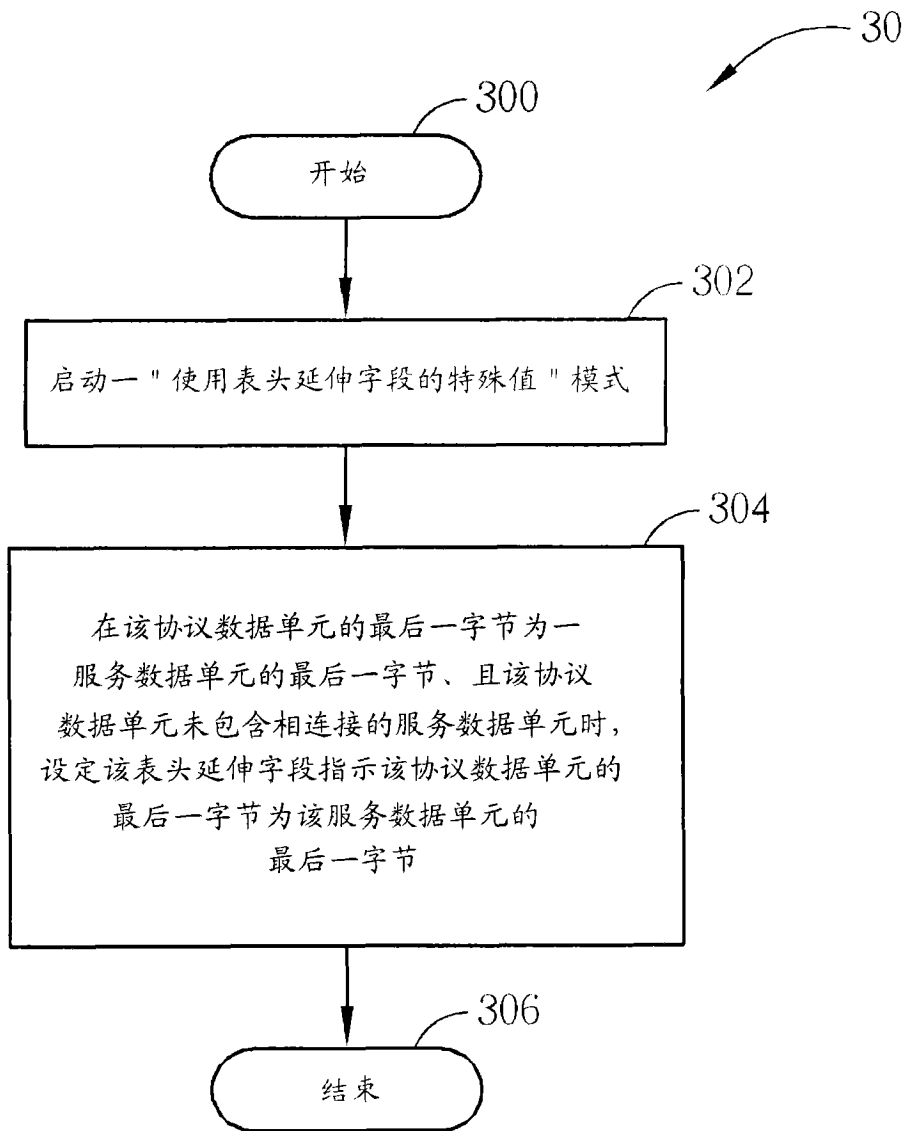 30
300
开始
302
启动一"使用表头延伸字段的特殊值"模式
304
在该协议数据单元的最后一字节为一
服务数据单元的最后一字节、且该协议
数据单元未包含相连接的服务数据单元时,
设定该表头延伸字段指示该协议数据单元的
最后一字节为该服务数据单元的
最后一字节
306
结束